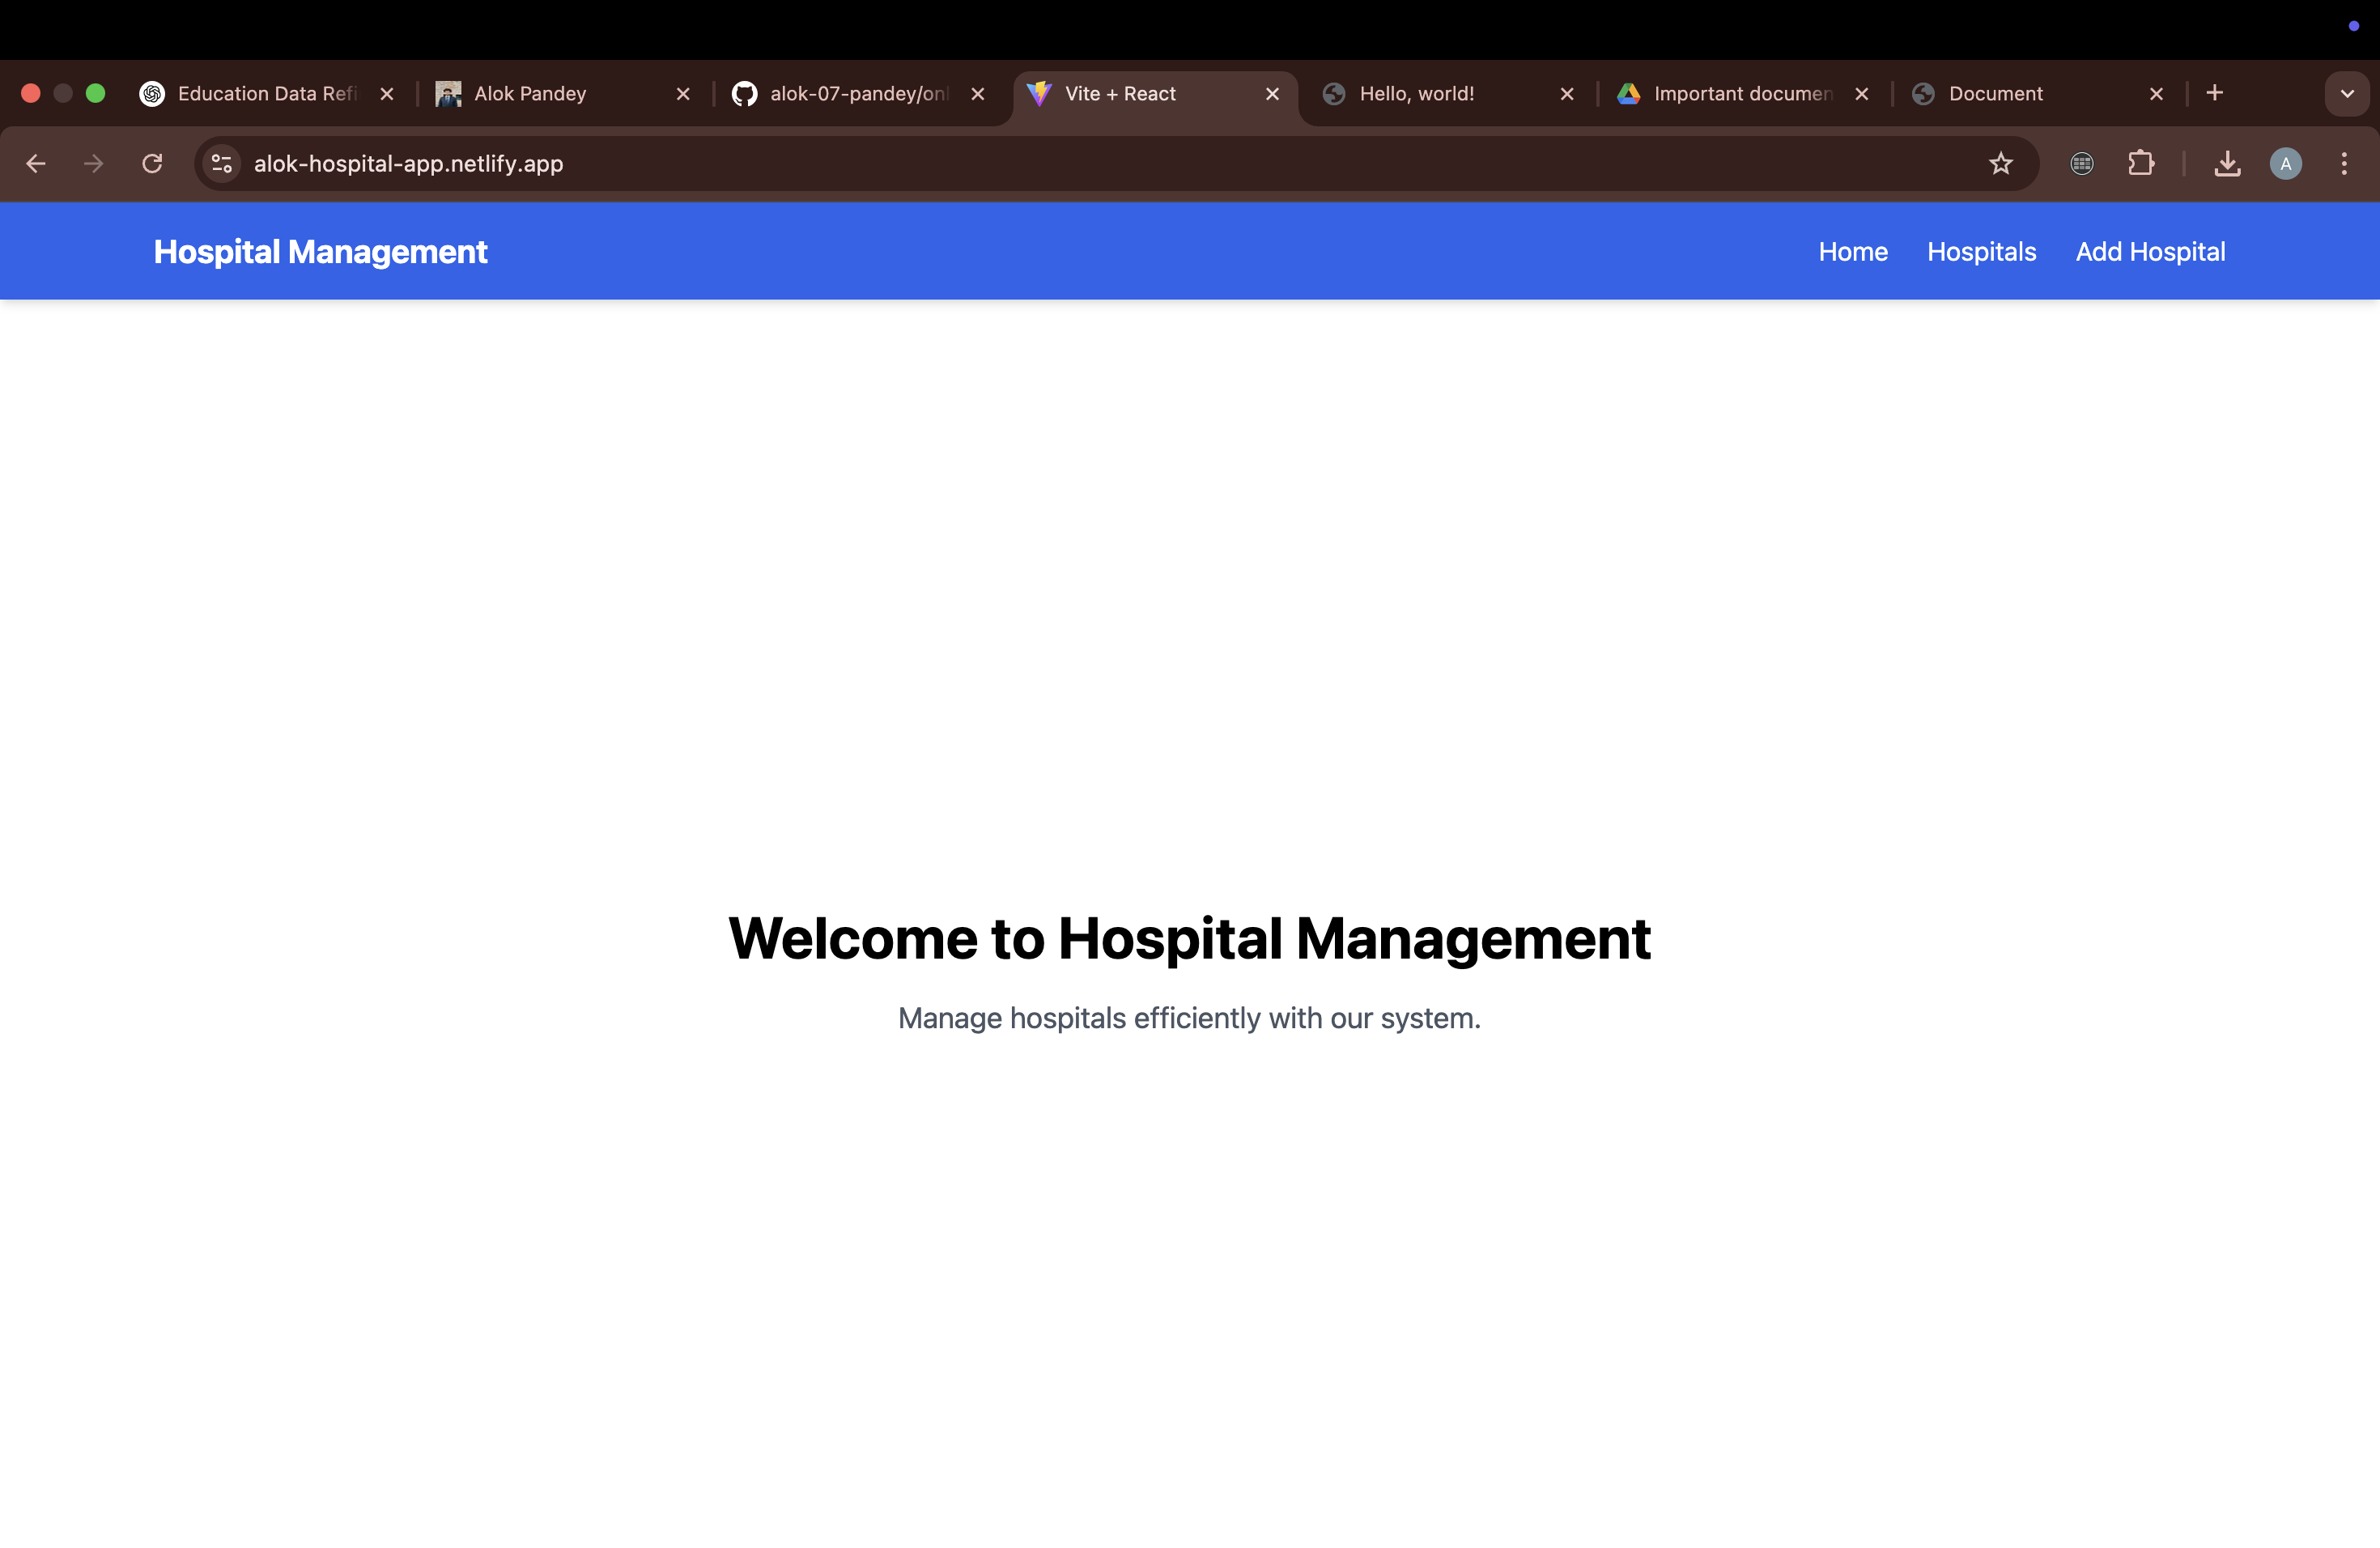 Education Data Refi
Alok Pandey
alok-07-pandey/onl
Vite + React
Hello, world!
Important documen
Document
alok-hospital-app.netlify.app
A
Hospital Management
Home
Hospitals
Add Hospital
Welcome to Hospital Management
Manage hospitals efficiently with our system.